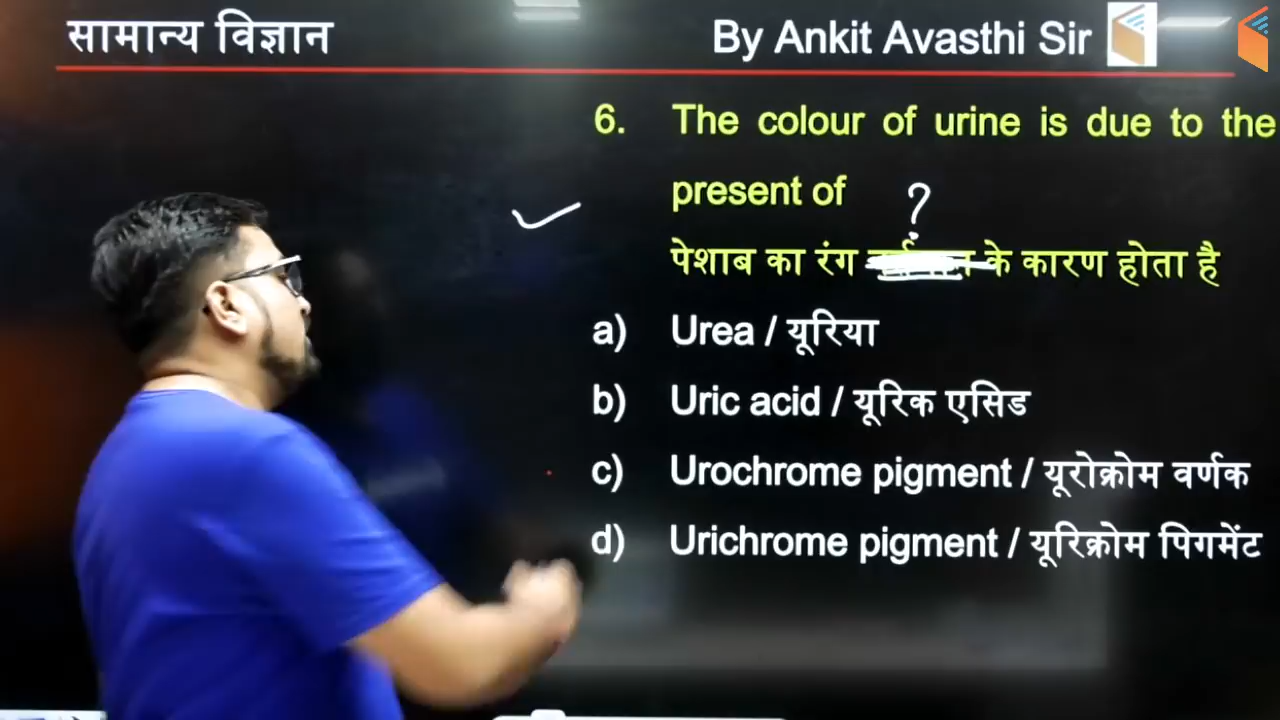 सामान्य विज्ञान
By Ankit Avasthi Sir
6. The colour of urine is due to the
present of
?
पेशाब का रंग के कारण होता है
a) Urea / यूरिया
b) Uric acid / यूरिक एसिड
c) Urochrome pigment / यूरोक्रोम वर्णक
d) Urichrome pigment / यूरिक्रोम पिगमेंट